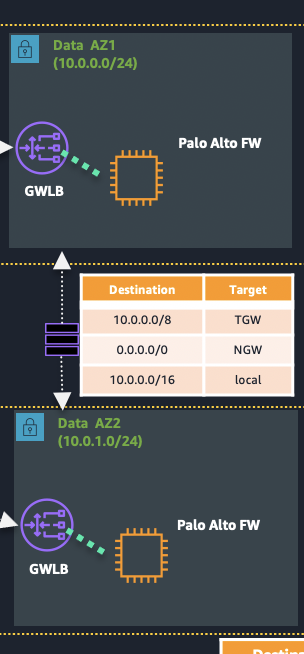 Data AZ1
(10.0.0.0/24)
Palo Alto FW
GWLB
Destination Target
10.0.0.0/8 TGW
0.0.0.0/0 NGW
10.0.0.0/16 local
Data AZ2
(10.0.1.0/24)
Palo Alto FW
GWLB